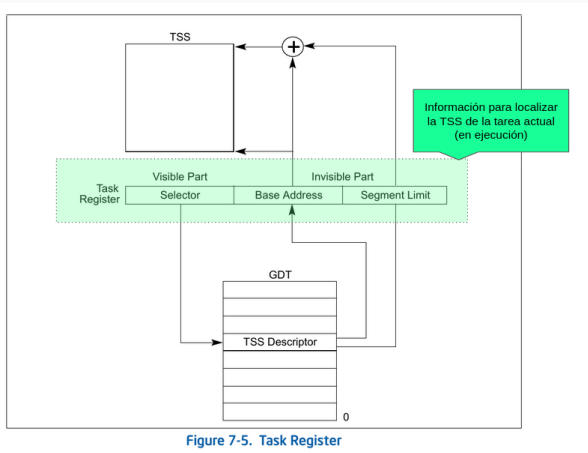 TSS
+
Información para localizar
la TSS de la tarea actual
(en ejecución)
Visible Part
Invisible Part
Task
Register
Selector
Base Address
Segment Limit
GDT
TSS Descriptor
0
Figure 7-5. Task Register